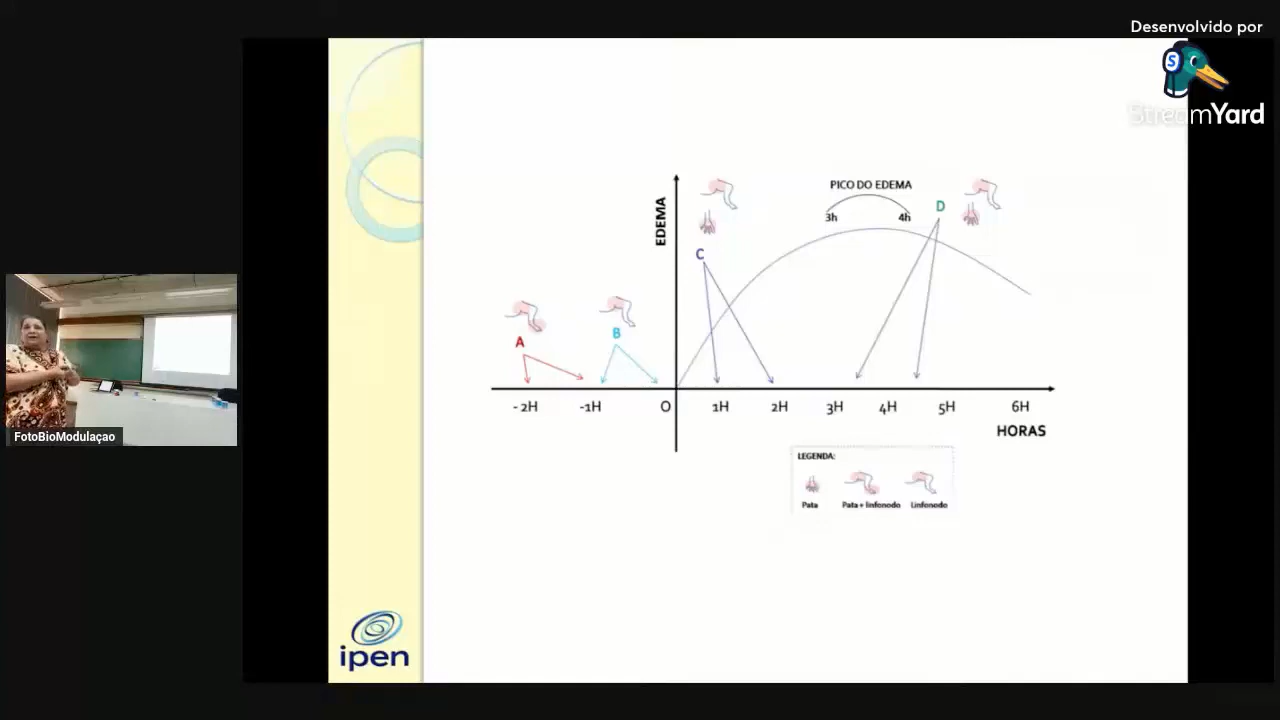 Desenvolvido por
StreamYard
PICO DO EDEMA
3h
4h
D
EDEMA
C
B
A
- 2H
-1H
O
1H
2H
3H
4H
5H
6H
HORAS
LEGENDA:
Pata
Pata + linfonodo
Linfonodo
FotoBioModulaçao
ipen